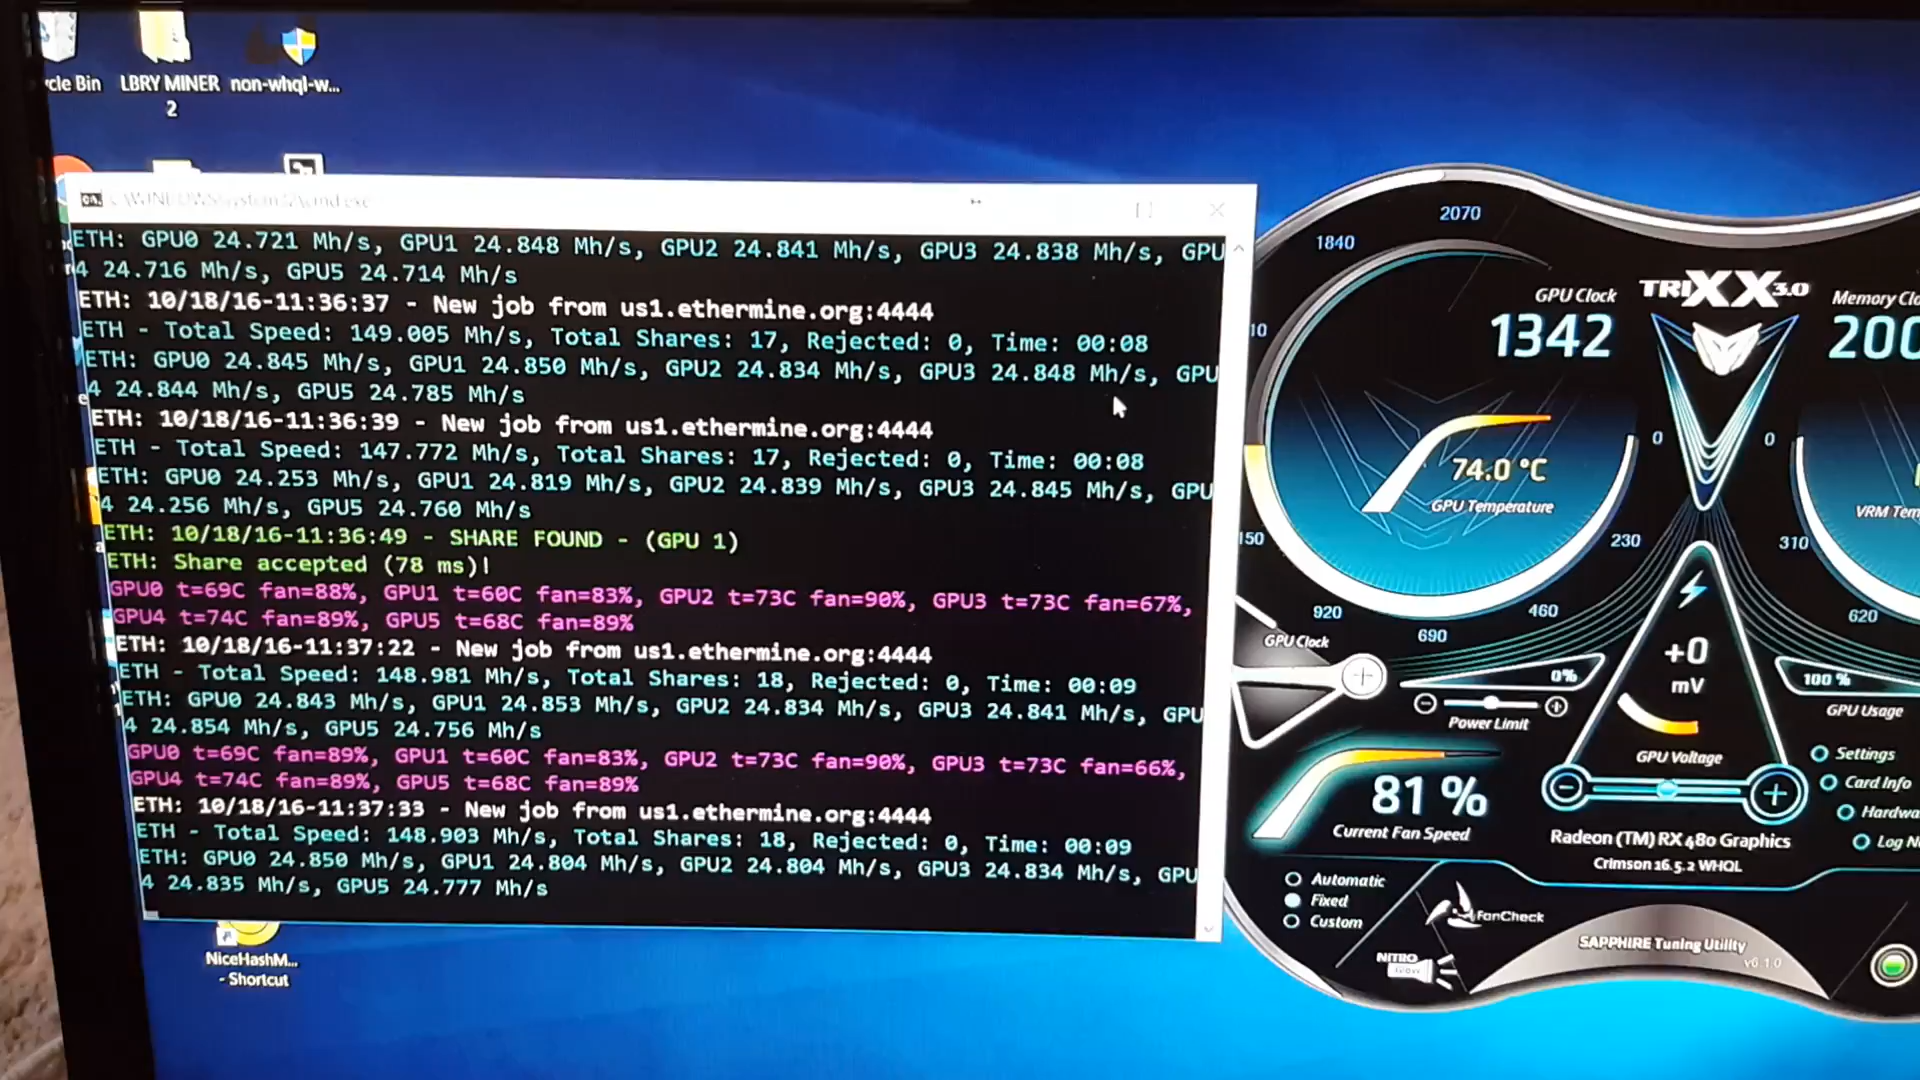 cle Bin
LBRY MINER
2
non-whql-w...
ETH: GPU0 24.721 Mh/s, GPU1 24.848 Mh/s, GPU2 24.841 Mh/s, GPU3 24.838 Mh/s, GPU
4 24.716 Mh/s, GPU5 24.714 Mh/s
ETH: 10/18/16-11:36:37 - New job from us1.ethermine.org:4444
ETH - Total Speed: 149.005 Mh/s, Total Shares: 17, Rejected: 0, Time: 00:08
ETH: GPU0 24.845 Mh/s, GPU1 24.850 Mh/s, GPU2 24.834 Mh/s, GPU3 24.848 Mh/s, GPU
4 24.844 Mh/s, GPU5 24.785 Mh/s
ETH: 10/18/16-11:36:39 - New job from us1.ethermine.org:4444
ETH - Total Speed: 147.772 Mh/s, Total Shares: 17, Rejected: 0, Time: 00:08
ETH: GPU0 24.253 Mh/s, GPU1 24.819 Mh/s, GPU2 24.839 Mh/s, GPU3 24.845 Mh/s, GPU
4 24.256 Mh/s, GPU5 24.760 Mh/s
ETH: 10/18/16-11:36:49 - SHARE FOUND - (GPU 1)
ETH: Share accepted (78 ms)!
GPU0 t=69C fan=88%, GPU1 t=60C fan=83%, GPU2 t=73C fan=90%, GPU3 t=73C fan=67%,
GPU4 t=74C fan=89%, GPU5 t=68C fan=89%
ETH: 10/18/16-11:37:22 - New job from us1.ethermine.org:4444
ETH - Total Speed: 148.981 Mh/s, Total Shares: 18, Rejected: 0, Time: 00:09
ETH: GPU0 24.843 Mh/s, GPU1 24.853 Mh/s, GPU2 24.834 Mh/s, GPU3 24.841 Mh/s, GPU
4 24.854 Mh/s, GPU5 24.756 Mh/s
GPU0 t=69C fan=89%, GPU1 t=60C fan=83%, GPU2 t=73C fan=90%, GPU3 t=73C fan=66%,
GPU4 t=74C fan=89%, GPU5 t=68C fan=89%
ETH: 10/18/16-11:37:33 - New job from us1.ethermine.org:4444
ETH - Total Speed: 148.903 Mh/s, Total Shares: 18, Rejected: 0, Time: 00:09
ETH: GPU0 24.850 Mh/s, GPU1 24.804 Mh/s, GPU2 24.804 Mh/s, GPU3 24.834 Mh/s, GPU
4 24.835 Mh/s, GPU5 24.777 Mh/s
NiceHashM...
- Shortcut
2070
1840
10
GPU Clock
1342
TRIXX 3.0
Memory Clo
200
74.0 °C
GPU Temperature
0
0
VRM Tem
150
230
310
920
460
690
620
GPU Clock
0%
Power Limit
+0
mV
GPU Voltage
100 %
GPU Usage
81 %
Current Fan Speed
Settings
Card Info
Hardwa
Log N
Radeon (TM) RX 480 Graphics
Crimson 16.5.2 WHQL
Automatic
Fixed
Custom
FanCheck
NITRO
SAPPHIRE Tuning Utility
v6.1.0